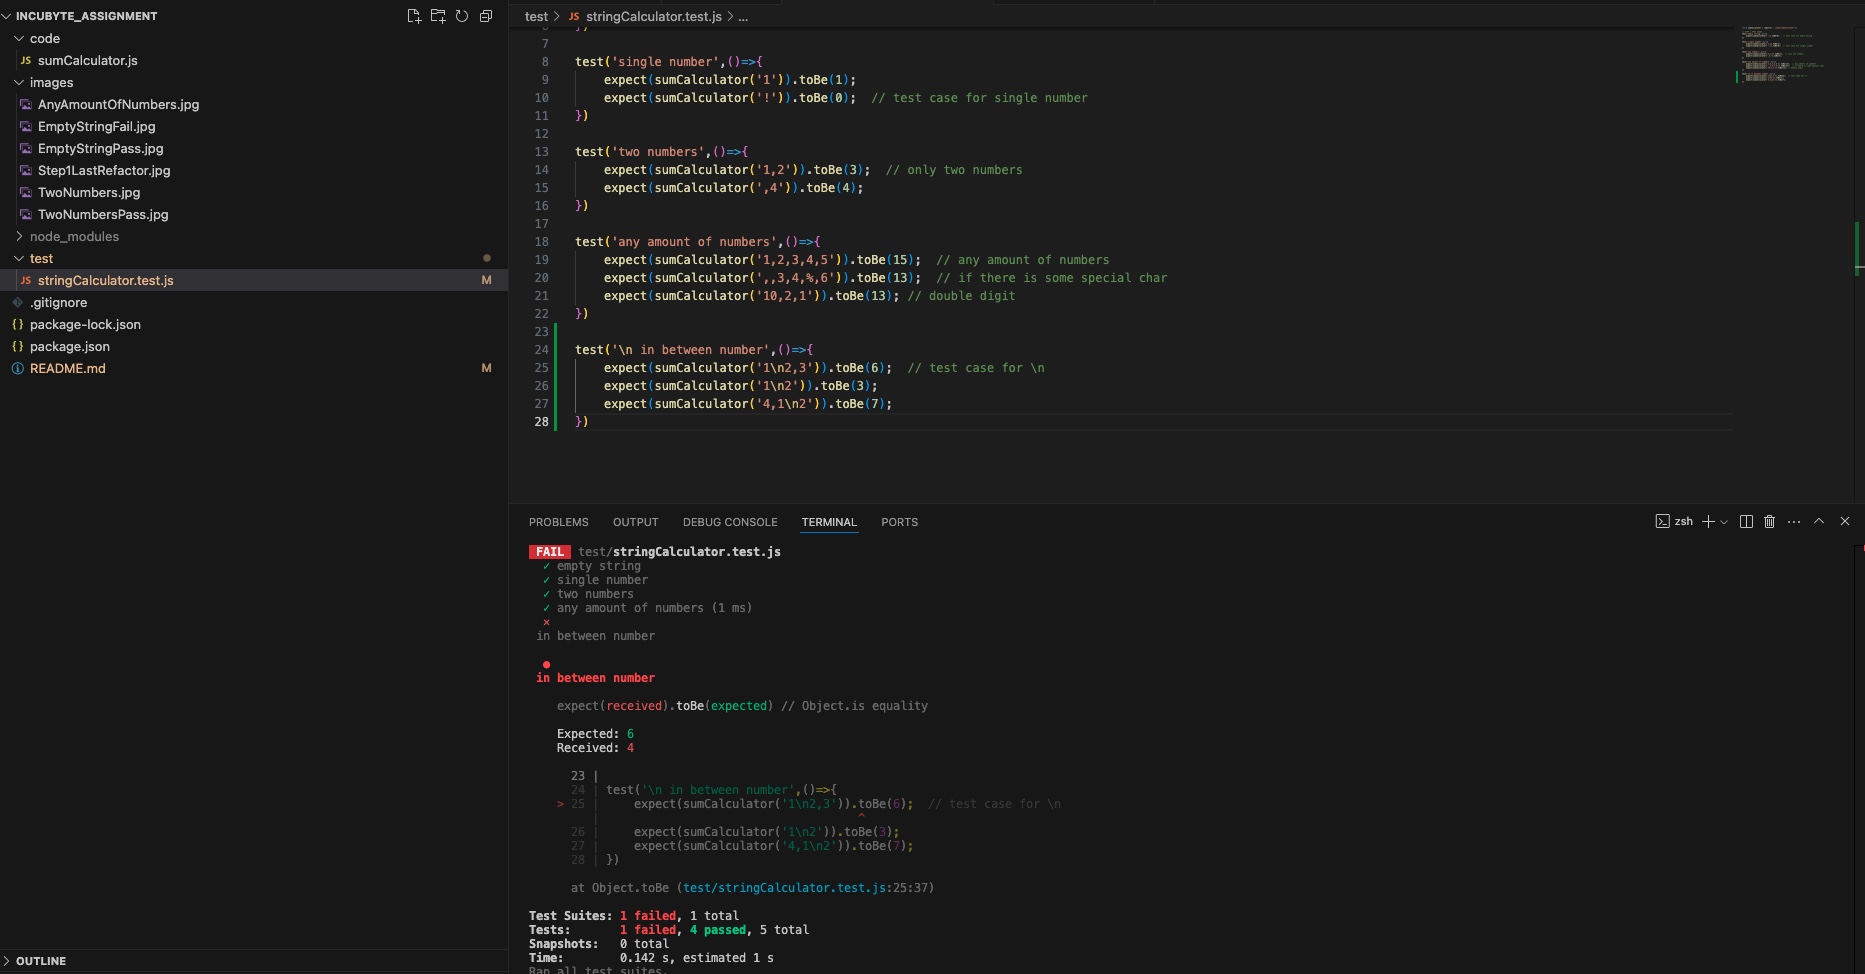 INCUBYTE_ASSIGNMENT
code
JS sumCalculator.js
images
AnyAmountOfNumbers.jpg
EmptyStringFail.jpg
EmptyStringPass.jpg
Step1LastRefactor.jpg
TwoNumbers.jpg
TwoNumbersPass.jpg
node_modules
test
JS stringCalculator.test.js M
.gitignore
{} package-lock.json
{} package.json
README.md M
OUTLINE
test > JS stringCalculator.test.js > ...
7
8 test('single number',()=>{
9 expect(sumCalculator('1')).toBe(1);
10 expect(sumCalculator('!')).toBe(0); // test case for single number
11 })
12
13 test('two numbers',()=>{
14 expect(sumCalculator('1,2')).toBe(3); // only two numbers
15 expect(sumCalculator(',4')).toBe(4);
16 })
17
18 test('any amount of numbers',()=>{
19 expect(sumCalculator('1,2,3,4,5')).toBe(15); // any amount of numbers
20 expect(sumCalculator(',,3,4,%,6')).toBe(13); // if there is some special char
21 expect(sumCalculator('10,2,1')).toBe(13); // double digit
22 })
23
24 test('\n in between number',()=>{
25 expect(sumCalculator('1\n2,3')).toBe(6); // test case for \n
26 expect(sumCalculator('1\n2')).toBe(3);
27 expect(sumCalculator('4,1\n2')).toBe(7);
28 })
PROBLEMS OUTPUT DEBUG CONSOLE TERMINAL PORTS zsh
FAIL test/stringCalculator.test.js
✓ empty string
✓ single number
✓ two numbers
✓ any amount of numbers (1 ms)
✕
in between number
●
in between number
expect(received).toBe(expected) // Object.is equality
Expected: 6
Received: 4
23 |
24 | test('\n in between number',()=>{
> 25 | expect(sumCalculator('1\n2,3')).toBe(6); // test case for \n
| ^
26 | expect(sumCalculator('1\n2')).toBe(3);
27 | expect(sumCalculator('4,1\n2')).toBe(7);
28 | })
at Object.toBe (test/stringCalculator.test.js:25:37)
Test Suites: 1 failed, 1 total
Tests: 1 failed, 4 passed, 5 total
Snapshots: 0 total
Time: 0.142 s, estimated 1 s
Ran all test suites.